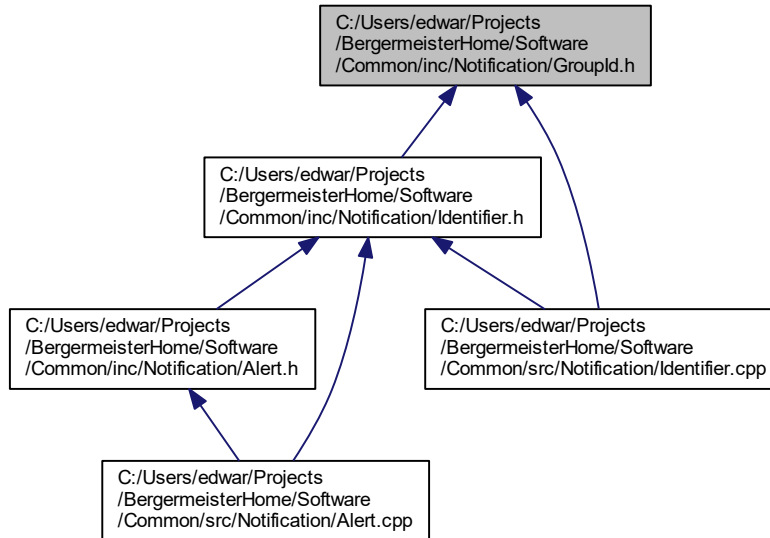 C:/Users/edwar/Projects
/BergermeisterHome/Software
/Common/inc/Notification/GroupId.h
C:/Users/edwar/Projects
/BergermeisterHome/Software
/Common/inc/Notification/Identifier.h
C:/Users/edwar/Projects
/BergermeisterHome/Software
/Common/inc/Notification/Alert.h
C:/Users/edwar/Projects
/BergermeisterHome/Software
/Common/src/Notification/Identifier.cpp
C:/Users/edwar/Projects
/BergermeisterHome/Software
/Common/src/Notification/Alert.cpp